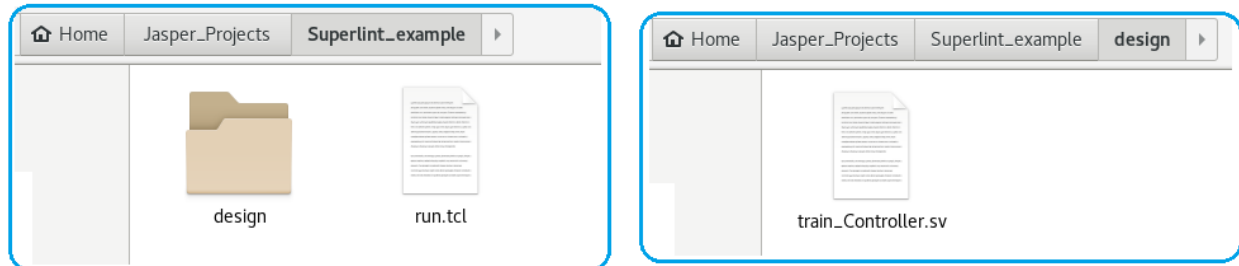 Home Jasper_Projects Superlint_example
design run.tcl
Home Jasper_Projects Superlint_example design
train_Controller.sv